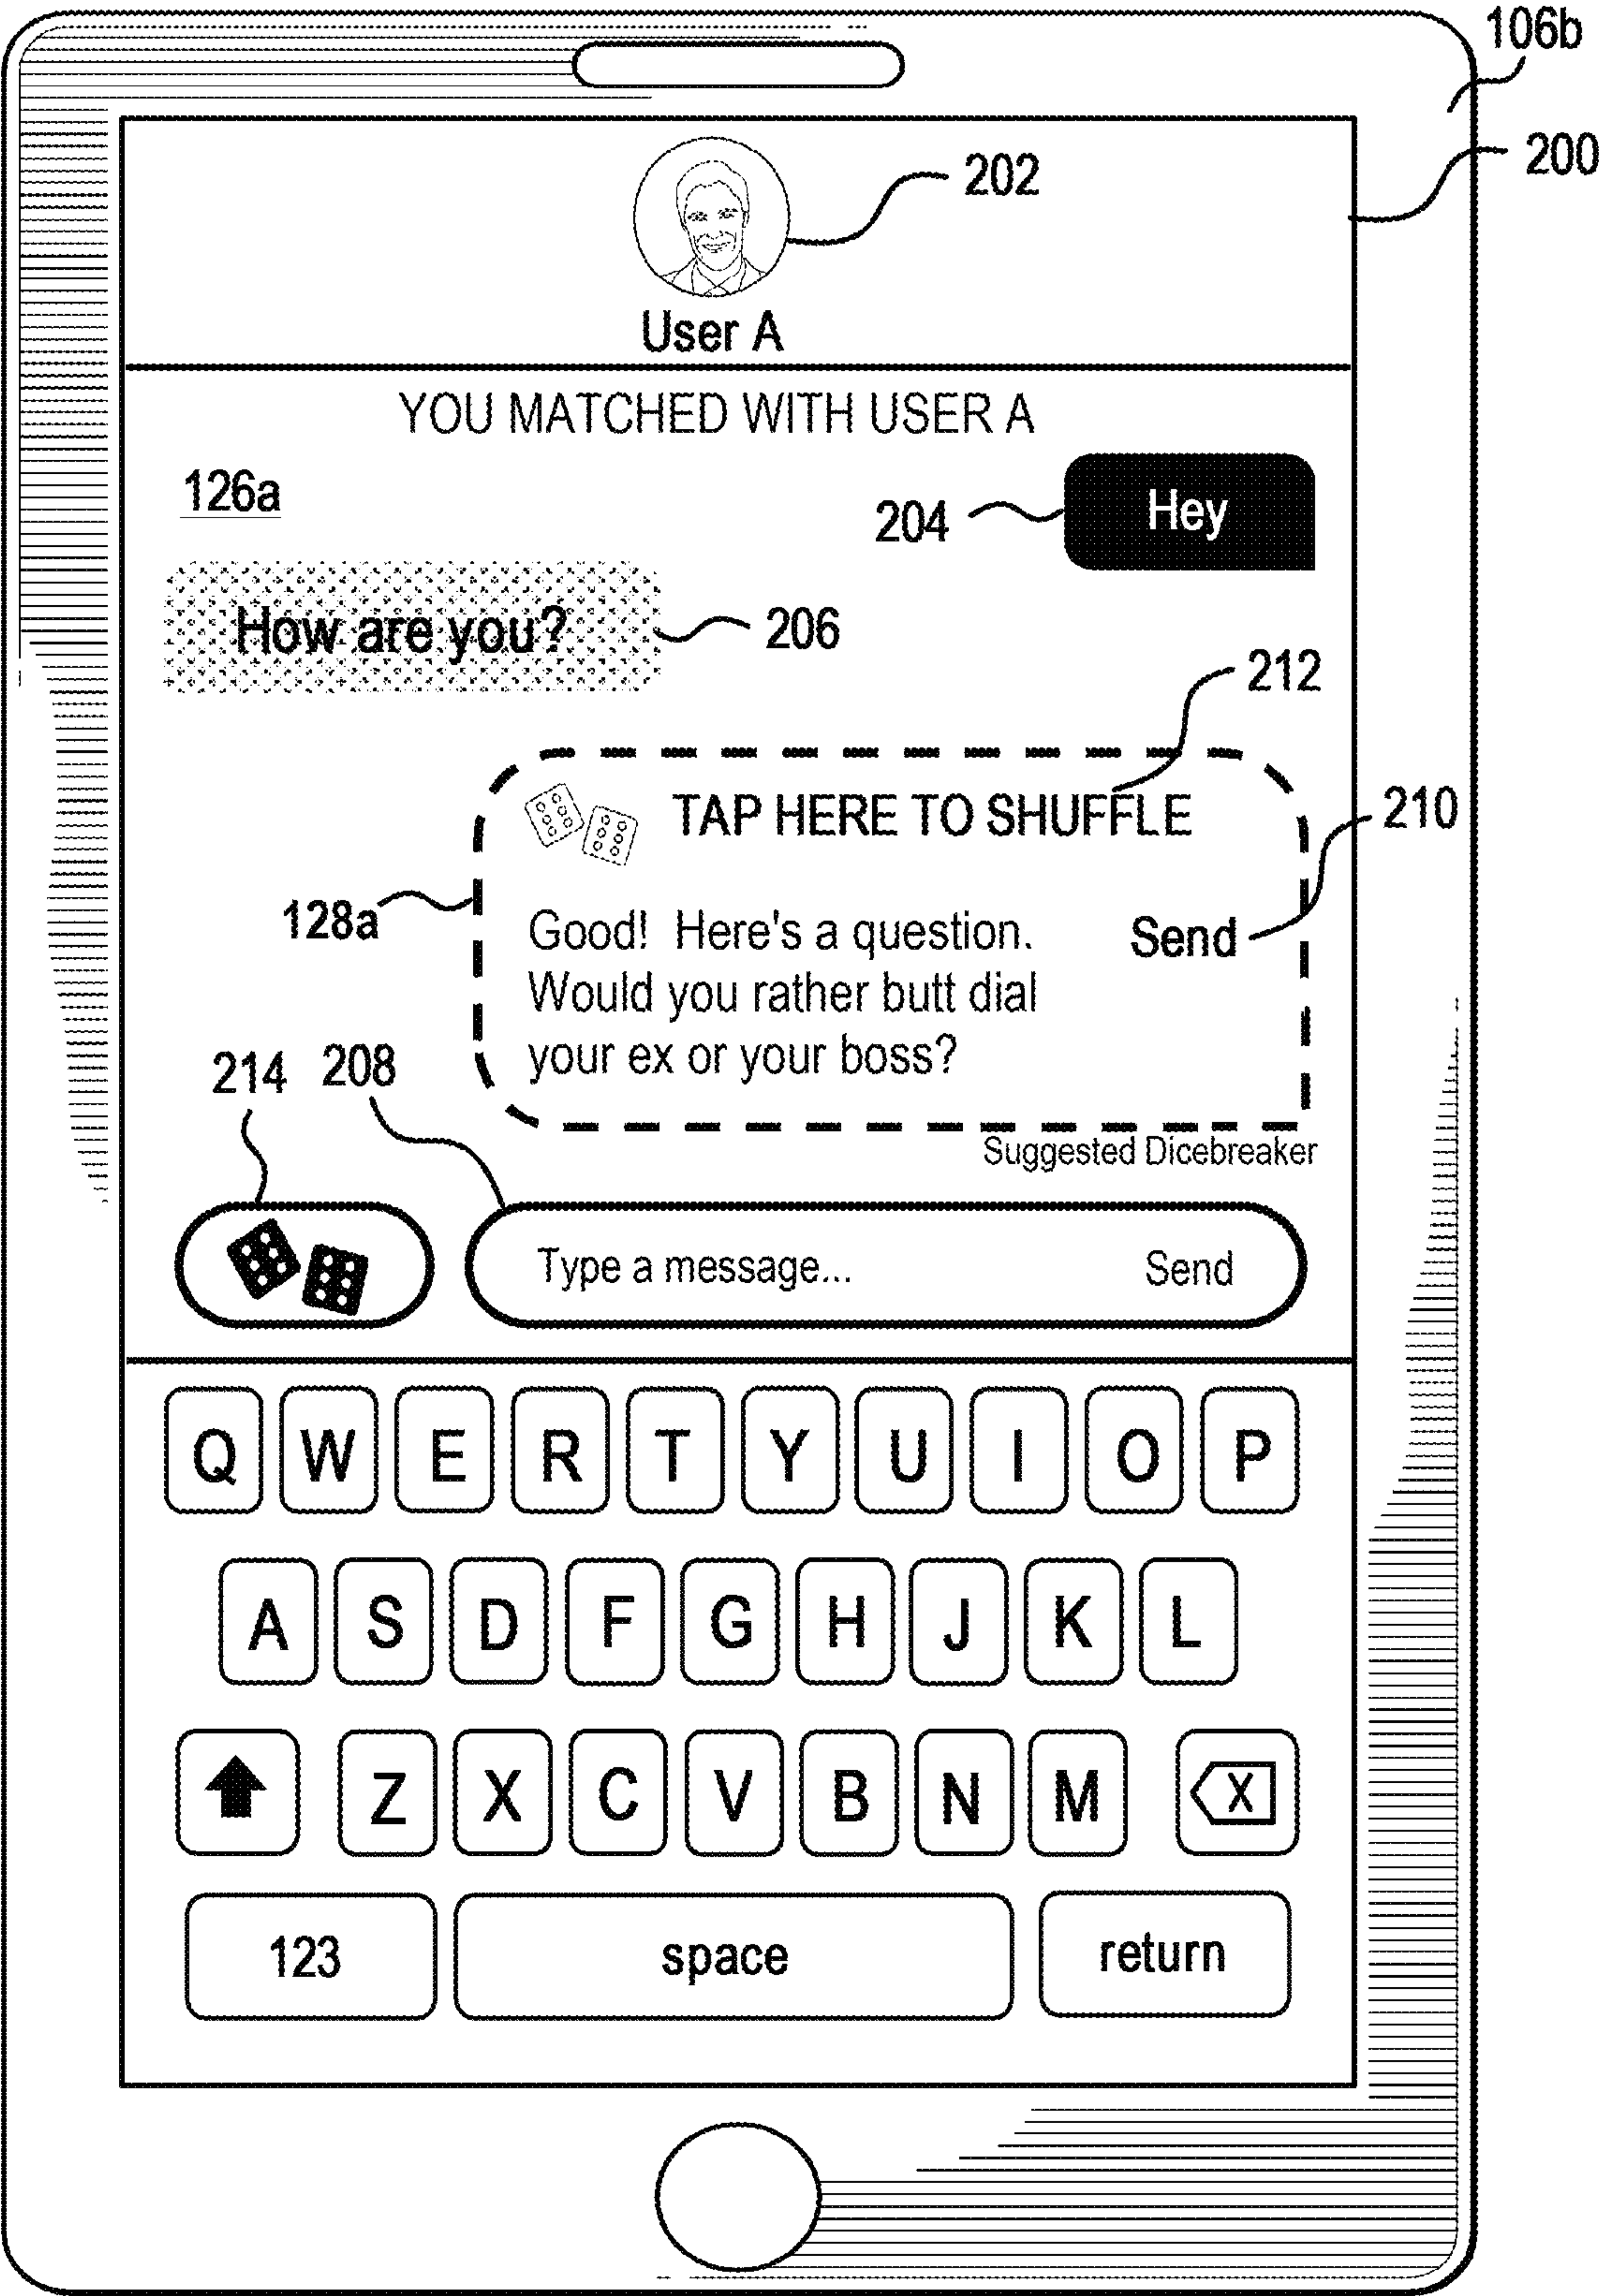 106b
200
202
User A
YOU MATCHED WITH USER A
126a
204
Hey
How are you?
206
212
TAP HERE TO SHUFFLE
210
128a
Good! Here's a question.
Send
Would you rather butt dial
your ex or your boss?
214
208
Suggested Dicebreaker
Type a message...
Send
Q W E R T Y U I O P
A S D F G H J K L
Z X C V B N M X
123 space return